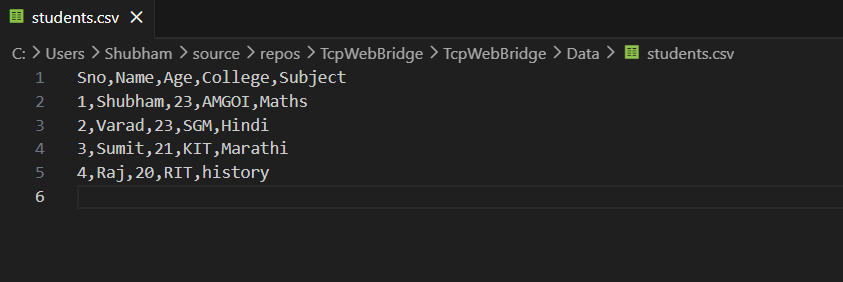 students.csv
C: > Users > Shubham > source > repos > TcpWebBridge > TcpWebBridge > Data > students.csv
1 Sno,Name,Age,College,Subject
2 1,Shubham,23,AMGOI,Maths
3 2,Varad,23,SGM,Hindi
4 3,Sumit,21,KIT,Marathi
5 4,Raj,20,RIT,history
6